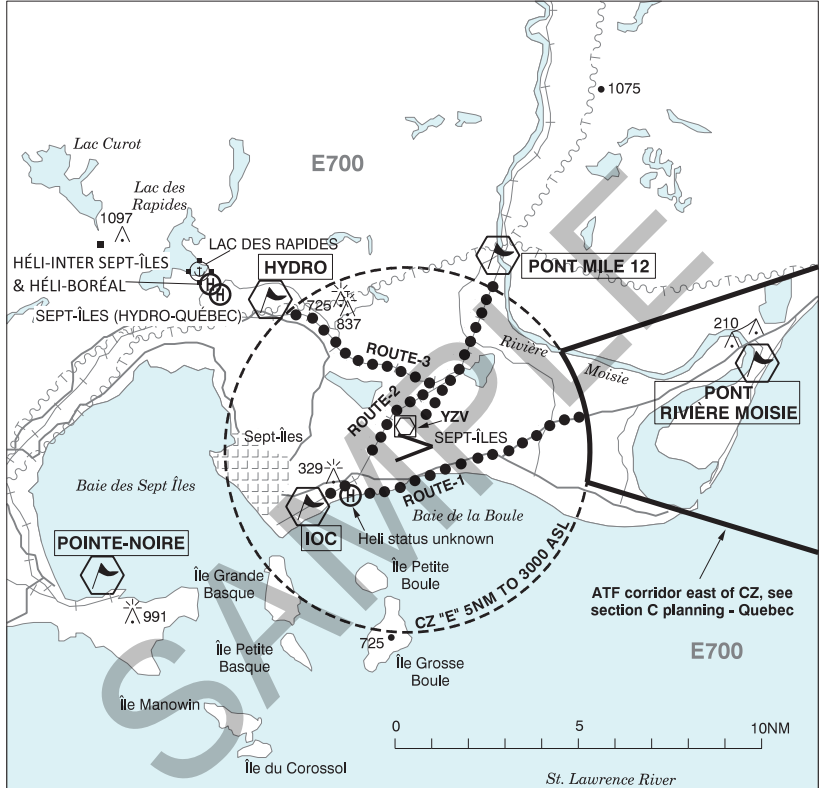 1075
Lac Curot
E700
Lac des
Rapides
1097
LAC DES RAPIDES
HÉLI-INTER SEPT-ÎLES
& HÉLI-BORÉAL
HYDRO
PONT MILE 12
SEPT-ÎLES (HYDRO-QUÉBEC)
H
H
725
837
210
ROUTE-3
Rivière
Moisie
PONT
RIVIÈRE MOISIE
ROUTE-2
YZV
SEPT-ÎLES
Sept-Îles
329
ROUTE-1
H
Baie des Sept Îles
Baie de la Boule
IOC
Heli status unknown
POINTE-NOIRE
Île Grande
Basque
Île Petite
Boule
CZ "E" 5NM TO 3000 ASL
ATF corridor east of CZ, see
section C planning - Quebec
991
725
E700
Île Petite
Basque
Île Grosse
Boule
Île Manowin
0 5 10NM
Île du Corossol
St. Lawrence River
SAMPLE